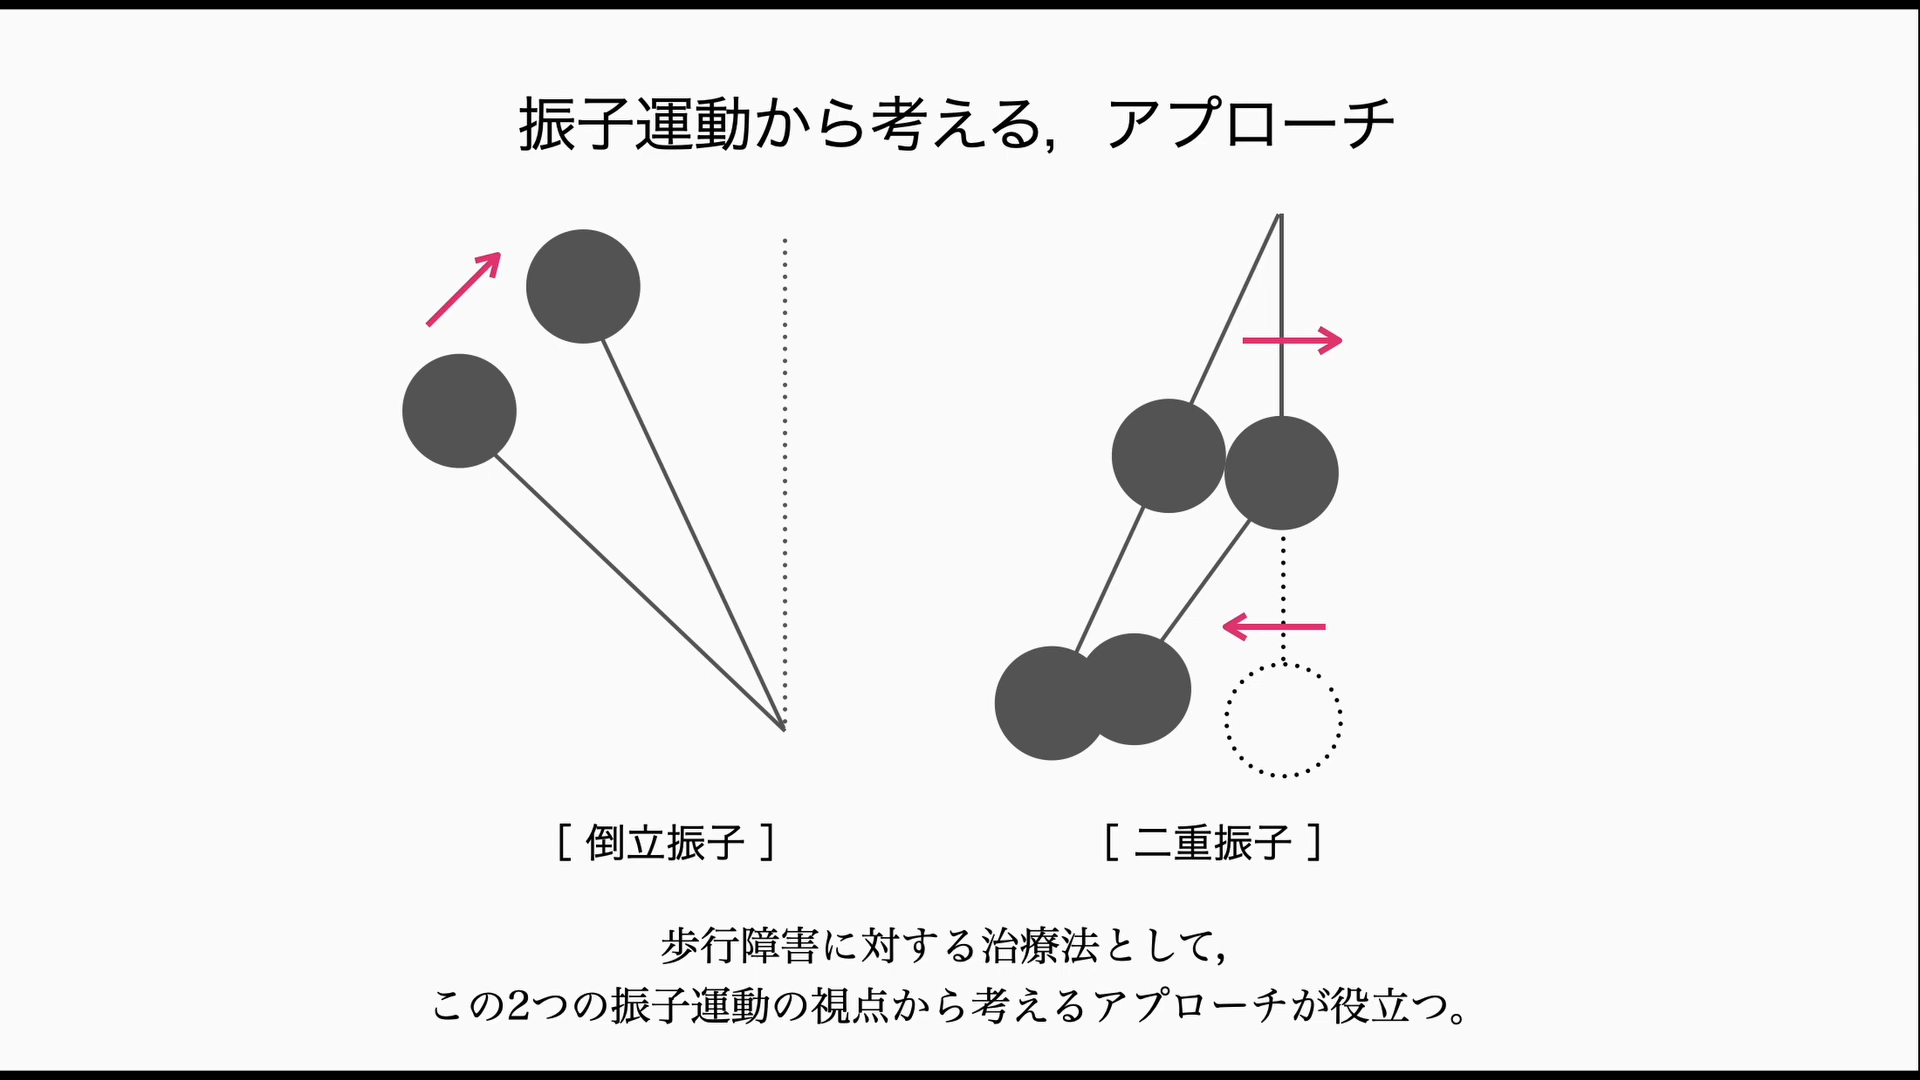 振子運動から考える，アプローチ
[ 倒立振子 ]
[ 二重振子 ]
歩行障害に対する治療法として，
この2つの振子運動の視点から考えるアプローチが役立つ。